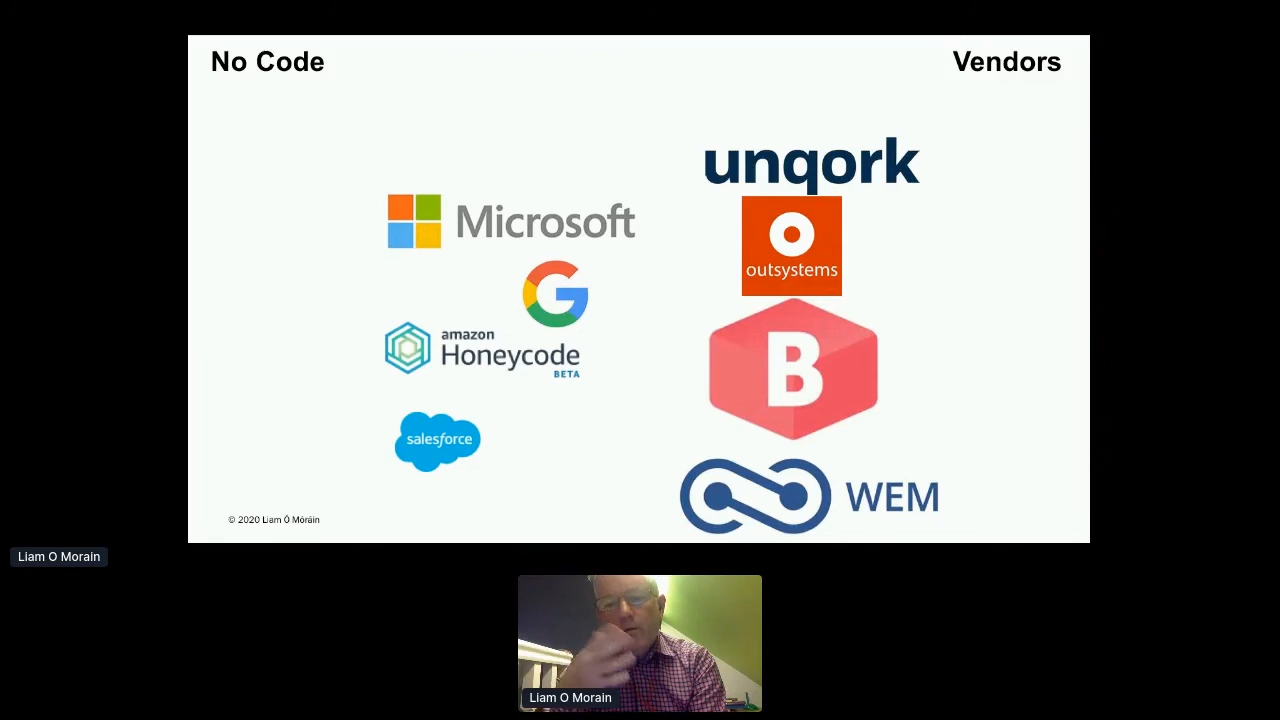 No Code
Vendors
unqork
Microsoft
outsystems
G
amazon
Honeycode
BETA
B
salesforce
WEM
© 2020 Liam Ó Móráin
Liam O Morain
Liam O Morain